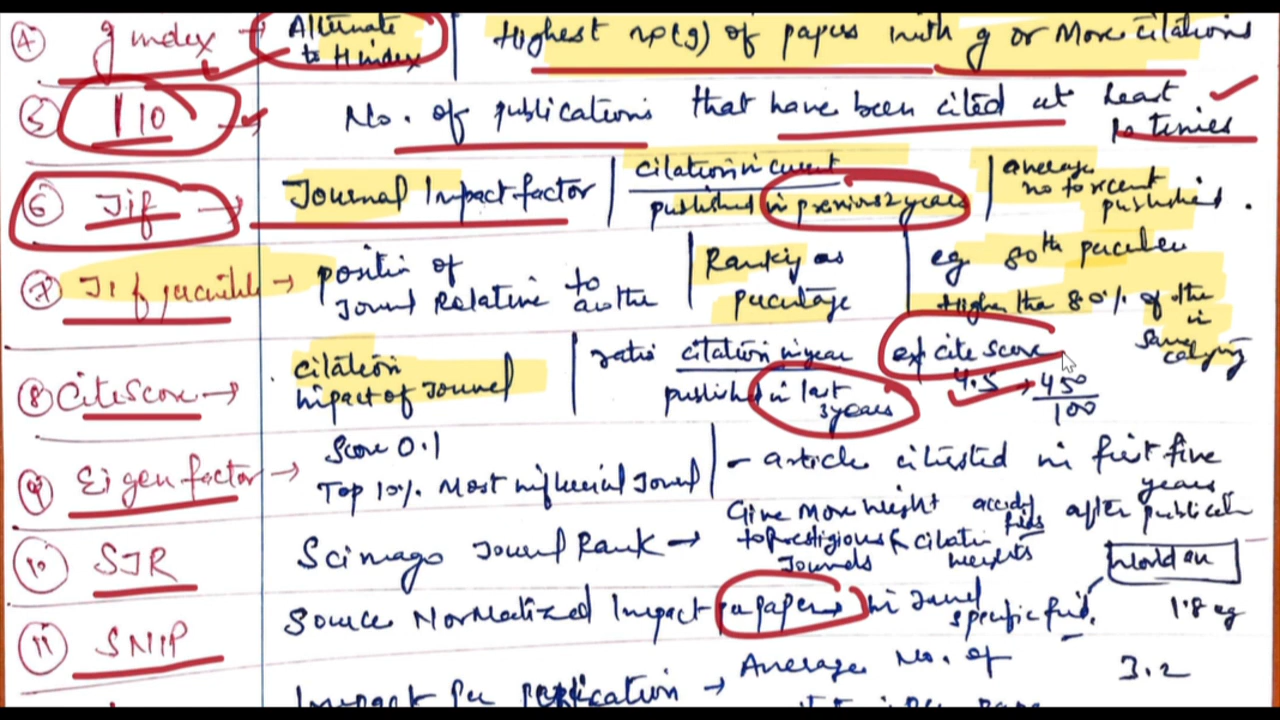 ④ g index → Alternate to H index | Highest no(g) of papers with g or More citations
⑤ I 10 → No. of publications that have been cited at least 10 times
⑥ Jif → Journal Impact factor | citation in current
published in previous 2 years | average no to recent published.
⑦ Jif percentile → position of Journal Relative to another | Ranking as percentage | eg 80th percentile
Higher than 80% of other in same category
⑧ CiteScore → citation impact of Journal | ratio citation in year
published in last 3 years
ex citescore 4.5 → 450
100
⑨ Eigen factor → Score 0.1
Top 10% Most influencial Journal | - article cited in first five years after publication
⑩ SJR Scimago Journal Rank → Give More weight to prestigious & citation weights
Journals
⑪ SNIP Source Normalized Impact per paper in Journal specific field.
1.8 eg
Impact Per publication → Average No. of
3.2